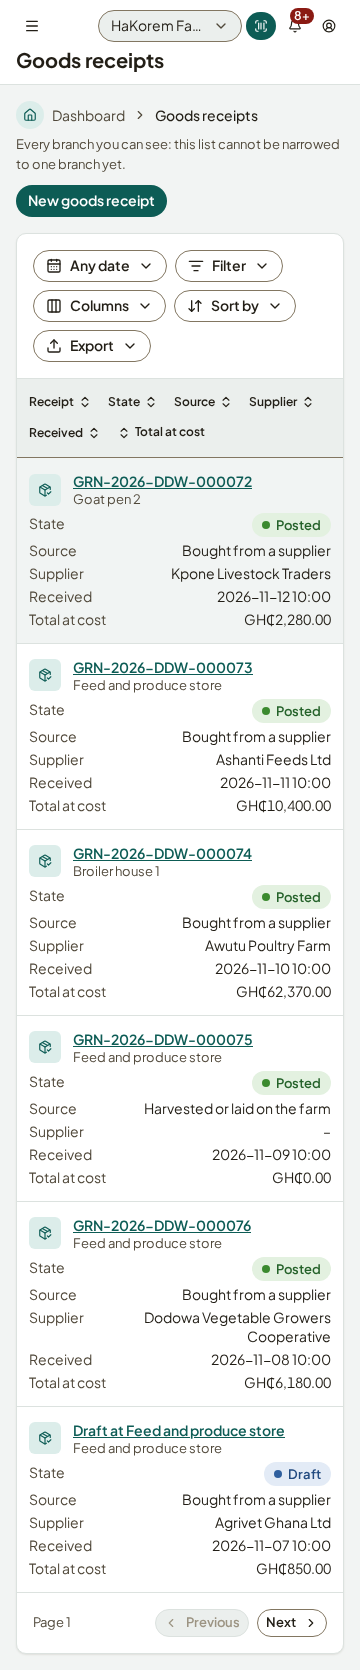 HaKorem Fa...
8+
Goods receipts
Dashboard > Goods receipts
Every branch you can see: this list cannot be narrowed
to one branch yet.
New goods receipt
Any date
Filter
Columns
Sort by
Export
Receipt State Source Supplier
Received Total at cost
GRN-2026-DDW-000072
Goat pen 2
State Posted
Source Bought from a supplier
Supplier Kpone Livestock Traders
Received 2026-11-12 10:00
Total at cost GH₵2,280.00
GRN-2026-DDW-000073
Feed and produce store
State Posted
Source Bought from a supplier
Supplier Ashanti Feeds Ltd
Received 2026-11-11 10:00
Total at cost GH₵10,400.00
GRN-2026-DDW-000074
Broiler house 1
State Posted
Source Bought from a supplier
Supplier Awutu Poultry Farm
Received 2026-11-10 10:00
Total at cost GH₵62,370.00
GRN-2026-DDW-000075
Feed and produce store
State Posted
Source Harvested or laid on the farm
Supplier –
Received 2026-11-09 10:00
Total at cost GH₵0.00
GRN-2026-DDW-000076
Feed and produce store
State Posted
Source Bought from a supplier
Supplier Dodowa Vegetable Growers
Cooperative
Received 2026-11-08 10:00
Total at cost GH₵6,180.00
Draft at Feed and produce store
Feed and produce store
State Draft
Source Bought from a supplier
Supplier Agrivet Ghana Ltd
Received 2026-11-07 10:00
Total at cost GH₵850.00
Page 1 Previous Next